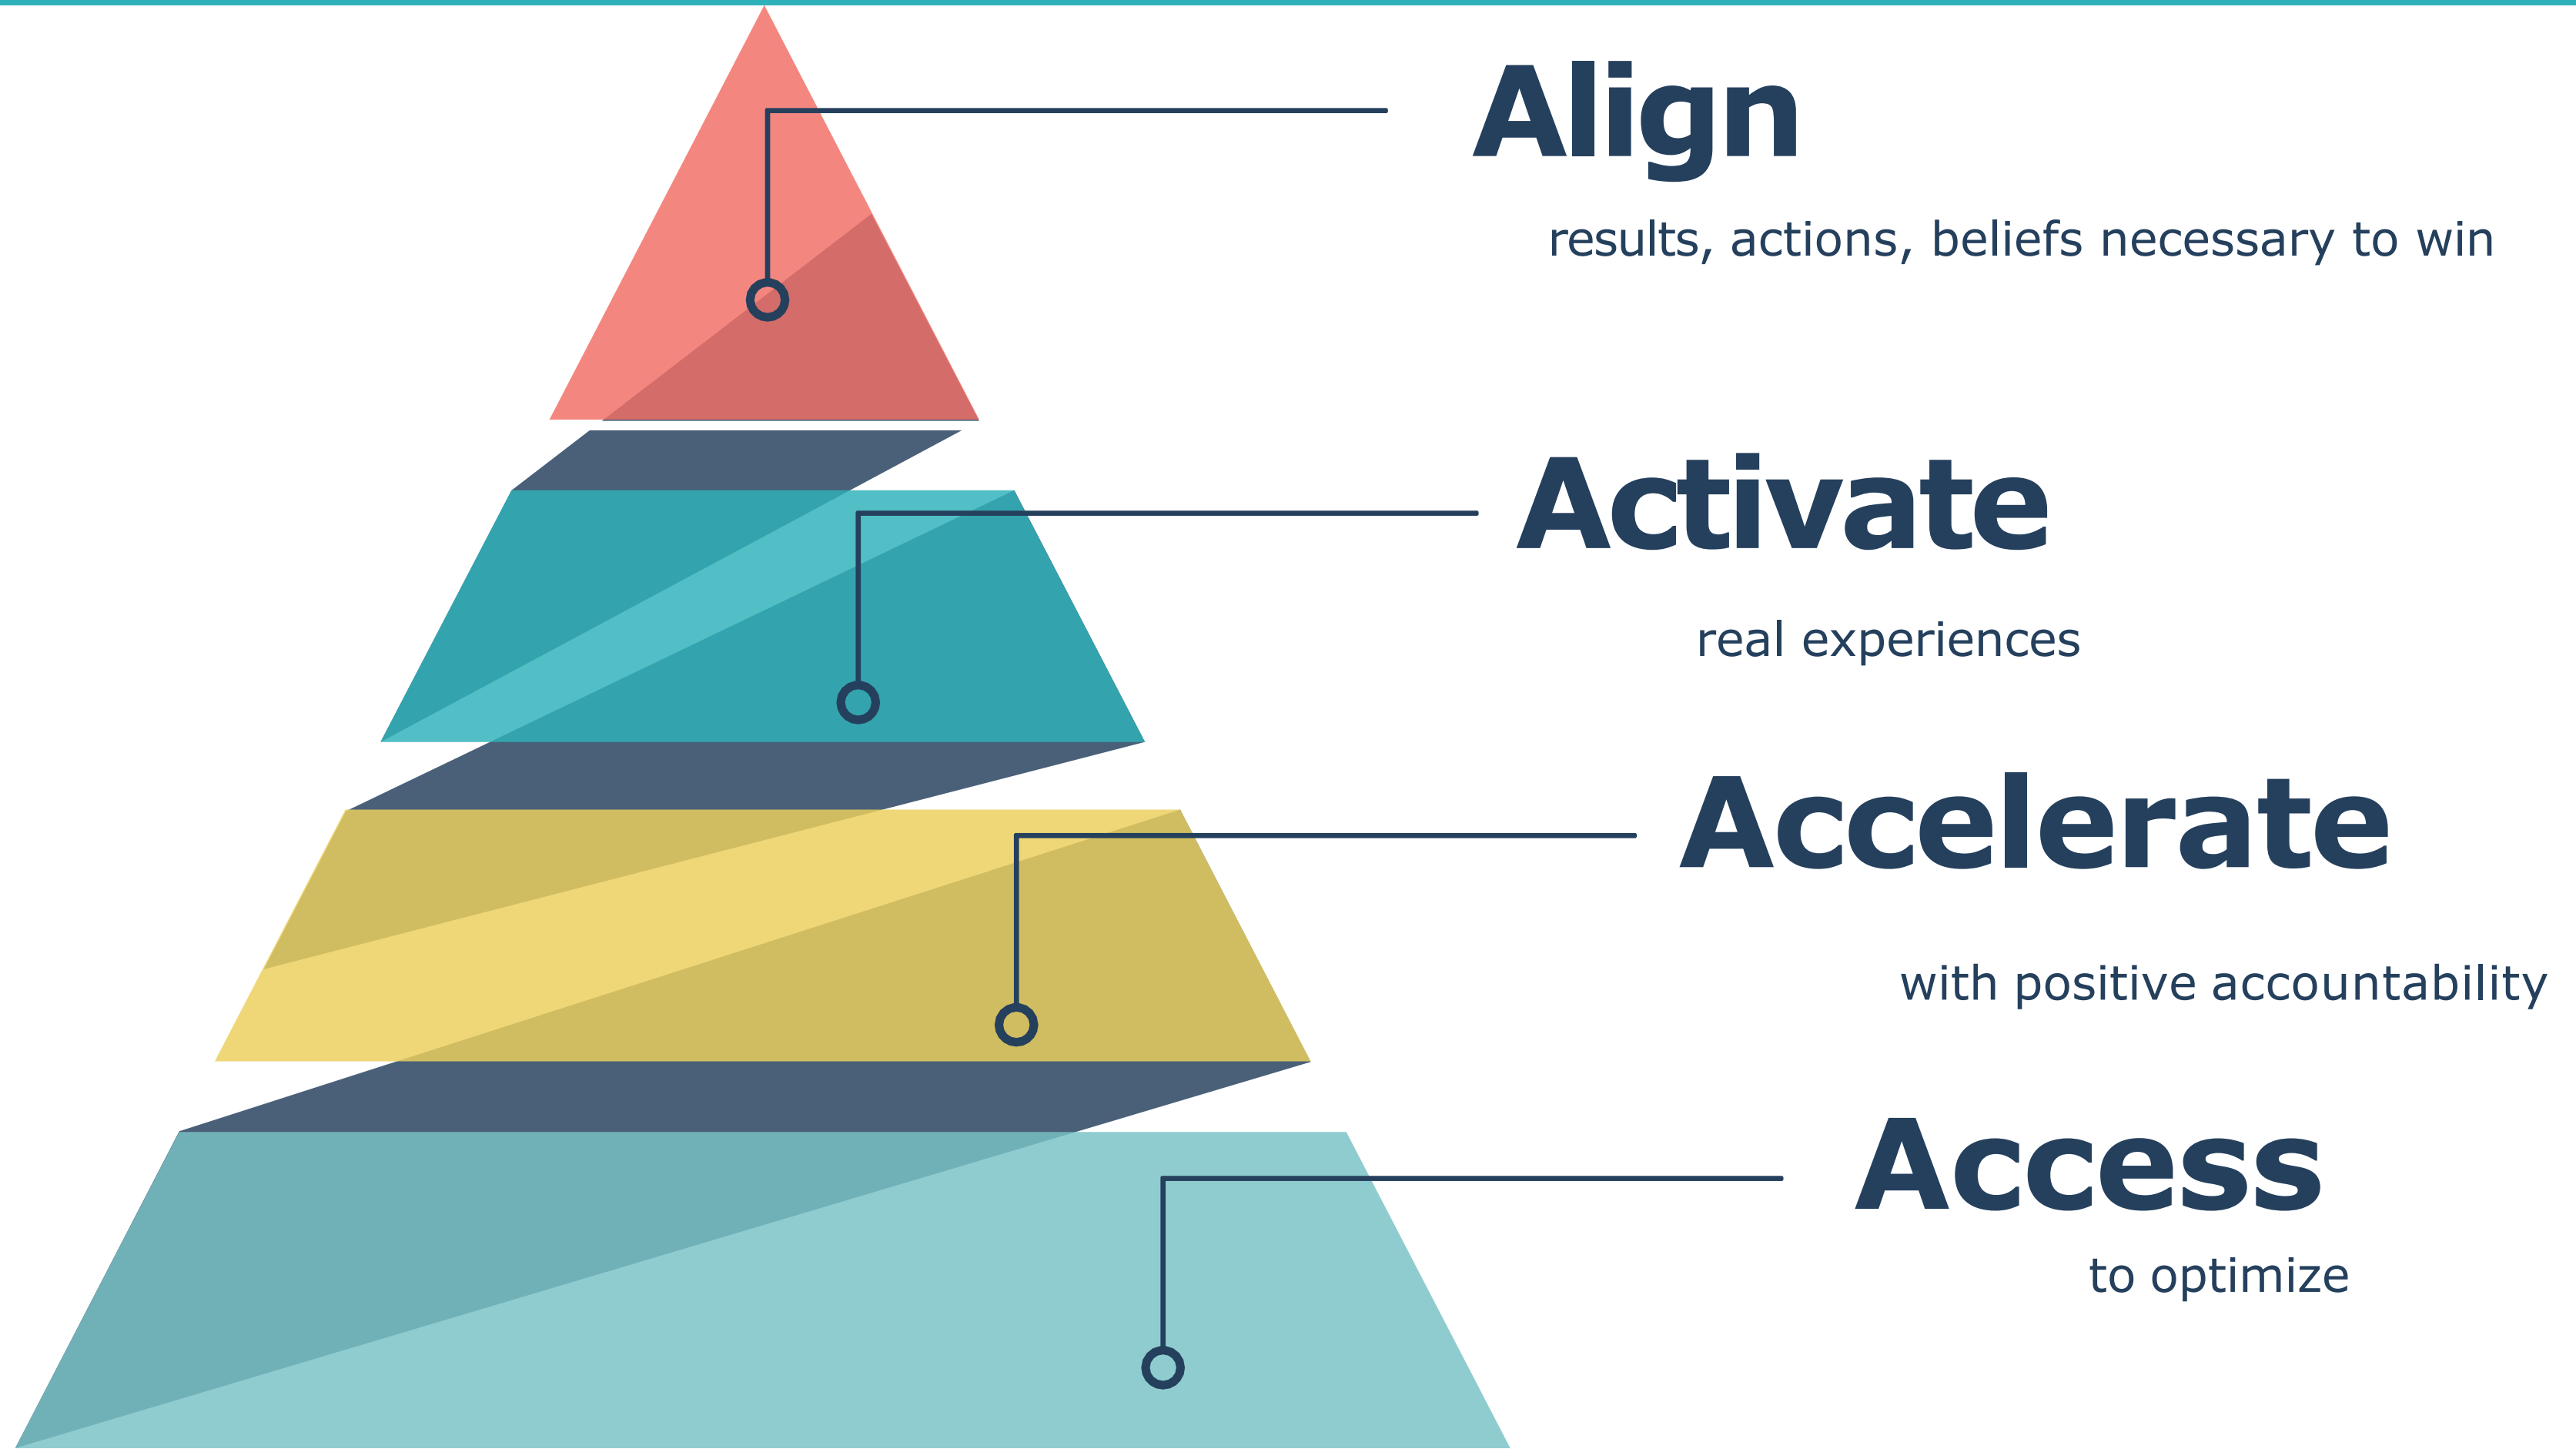 Align
results, actions, beliefs necessary to win
Activate
real experiences
Accelerate
with positive accountability
Access
to optimize